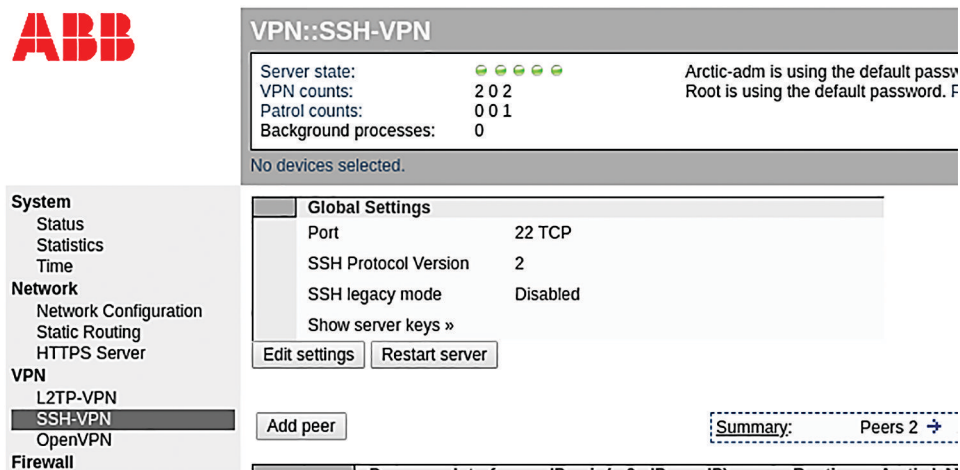 ABB
VPN::SSH-VPN
Server state:
VPN counts: 2 0 2
Patrol counts: 0 0 1
Background processes: 0
Arctic-adm is using the default
Root is using the default password.
No devices selected.
System
Status
Statistics
Time
Network
Network Configuration
Static Routing
HTTPS Server
VPN
L2TP-VPN
SSH-VPN
OpenVPN
Firewall
Global Settings
Port 22 TCP
SSH Protocol Version 2
SSH legacy mode Disabled
Show server keys »
Edit settings Restart server
Add peer
Summary: Peers 2 →